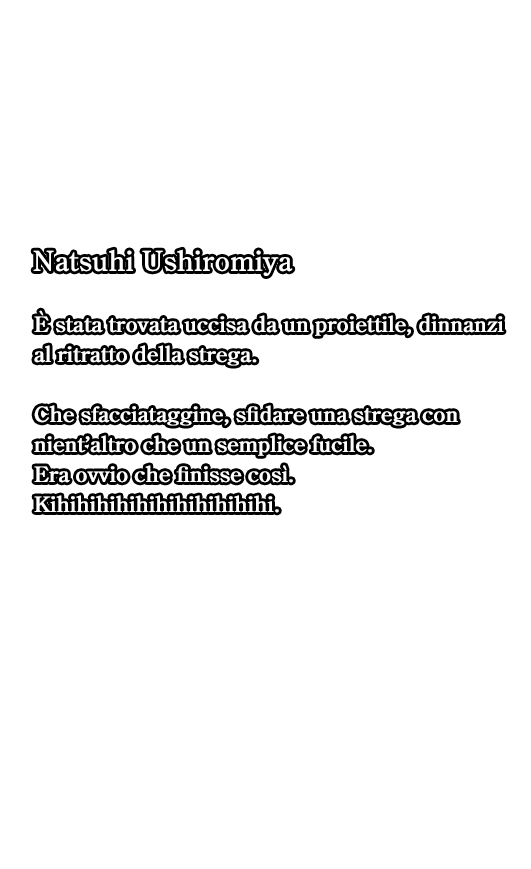 Natsuhi Ushiromiya
È stata trovata uccisa da un proiettile, dinnanzi
al ritratto della strega.
Che sfacciataggine, sfidare una strega con
nient'altro che un semplice fucile.
Era ovvio che finisse così.
Kihihihihihihihihihihihi.